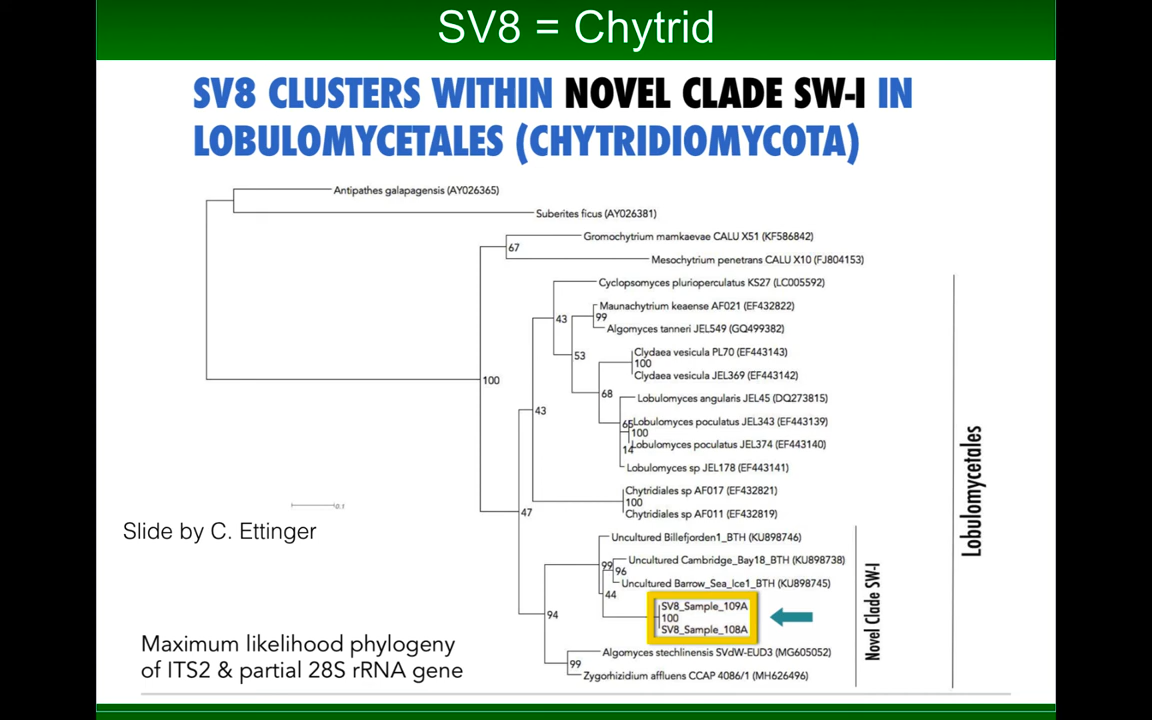 SV8 = Chytrid
SV8 CLUSTERS WITHIN NOVEL CLADE SW-I IN
LOBULOMYCETALES (CHYTRIDIOMYCOTA)
Antipathes galapagensis (AY026365)
Suberites ficus (AY026381)
Gromochytrium mamkaevae CALU X51 (KF586842)
67
Mesochytrium penetrans CALU X10 (FJ804153)
Cyclopsomyces plurioperculatus KS27 (LC005592)
Maunachytrium keaense AF021 (EF432822)
43
99
Algomyces tanneri JEL549 (GQ499382)
Clydaea vesicula PL70 (EF443143)
53
100
Clydaea vesicula JEL369 (EF443142)
100
68
Lobulomyces angularis JEL45 (DQ273815)
43
Lobulomyces poculatus JEL343 (EF443139)
65
100
Lobulomyces poculatus JEL374 (EF443140)
14
Lobulomyces sp JEL178 (EF443141)
Chytridiales sp AF017 (EF432821)
100
Chytridiales sp AF011 (EF432819)
47
Uncultured Billefjorden1_BTH (KU898746)
Uncultured Cambridge_Bay18_BTH (KU898738)
99
96
Uncultured Barrow_Sea_Ice1_BTH (KU898745)
44
SV8_Sample_109A
100
SV8_Sample_108A
94
Algomyces stechlinensis SVdW-EUD3 (MG605052)
99
Zygorhizidium affluens CCAP 4086/1 (MH626496)
Novel Clade SW-I
Lobulomycetales
0.1
Slide by C. Ettinger
Maximum likelihood phylogeny
of ITS2 & partial 28S rRNA gene